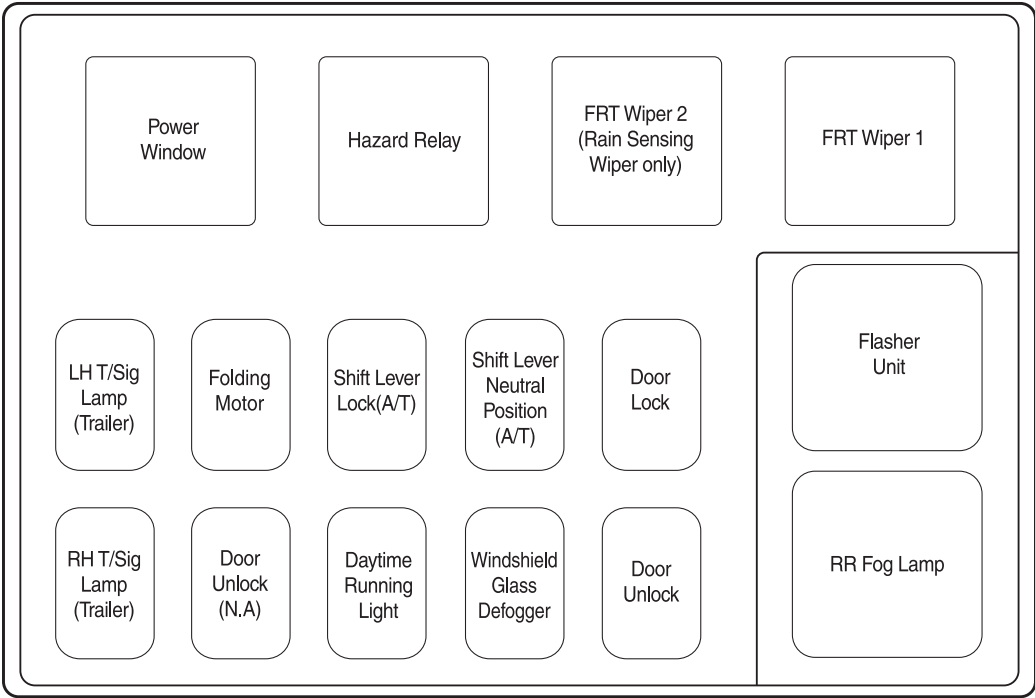 Power
Window
Hazard Relay
FRT Wiper 2
(Rain Sensing
Wiper only)
FRT Wiper 1
Flasher
Unit
LH T/Sig
Lamp
(Trailer)
Folding
Motor
Shift Lever
Lock(A/T)
Shift Lever
Neutral
Position
(A/T)
Door
Lock
RR Fog Lamp
RH T/Sig
Lamp
(Trailer)
Door
Unlock
(N.A)
Daytime
Running
Light
Windshield
Glass
Defogger
Door
Unlock